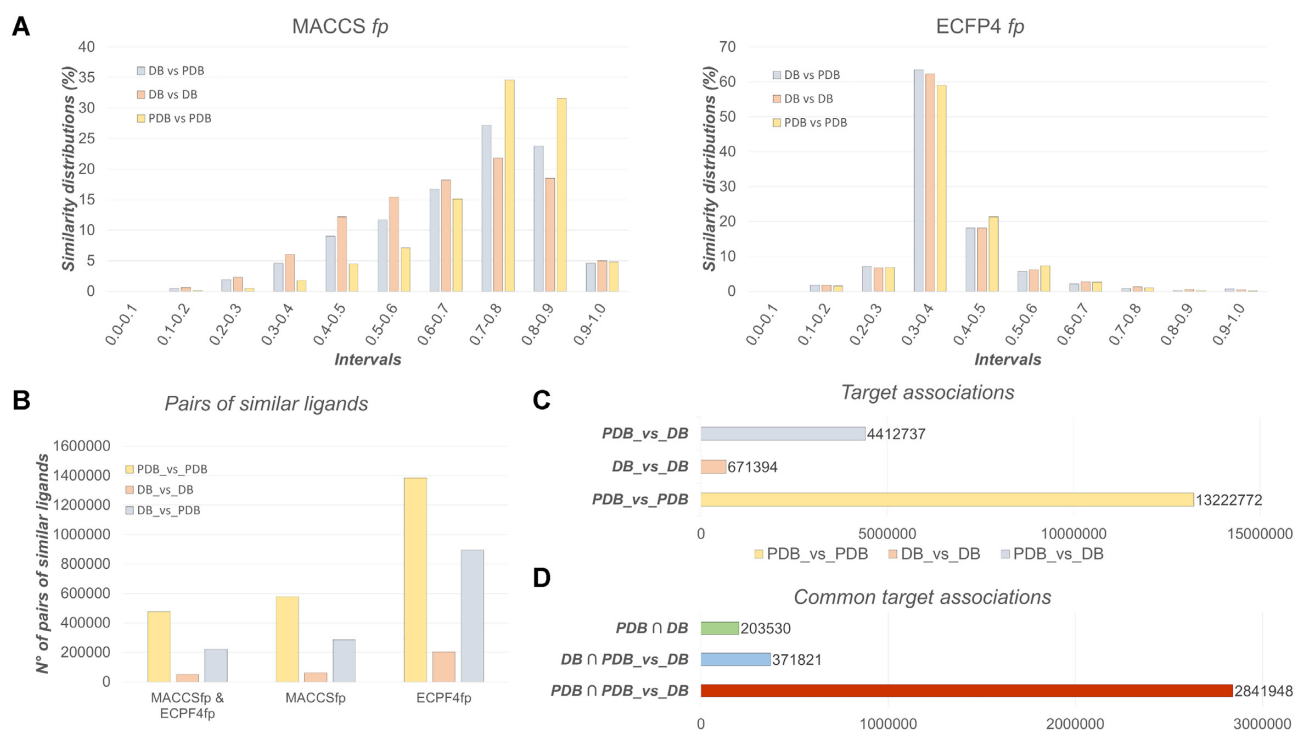 A
MACCS fp
Similarity distributions (%)
40
35
30
25
20
15
10
5
0
DB vs PDB
DB vs DB
PDB vs PDB
0.0-0.1
0.1-0.2
0.2-0.3
0.3-0.4
0.4-0.5
0.5-0.6
0.6-0.7
0.7-0.8
0.8-0.9
0.9-1.0
Intervals
ECFP4 fp
Similarity distributions (%)
70
60
50
40
30
20
10
0
DB vs PDB
DB vs DB
PDB vs PDB
0.0-0.1
0.1-0.2
0.2-0.3
0.3-0.4
0.4-0.5
0.5-0.6
0.6-0.7
0.7-0.8
0.8-0.9
0.9-1.0
Intervals
B
Pairs of similar ligands
N° of pairs of similar ligands
1600000
1400000
1200000
1000000
800000
600000
400000
200000
0
PDB_vs_PDB
DB_vs_DB
DB_vs_PDB
MACCSfp &
ECPF4fp
MACCSfp
ECPF4fp
C
Target associations
PDB_vs_DB
4412737
DB_vs_DB
671394
PDB_vs_PDB
13222772
0
5000000
10000000
15000000
PDB_vs_PDB
DB_vs_DB
PDB_vs_DB
D
Common target associations
PDB ∩ DB
203530
DB ∩ PDB_vs_DB
371821
PDB ∩ PDB_vs_DB
2841948
0
1000000
2000000
3000000